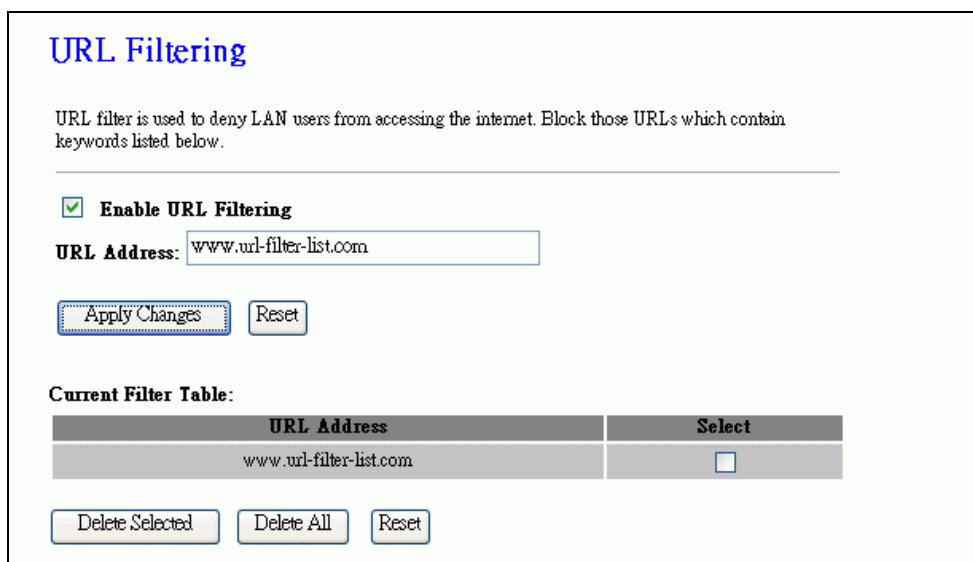 URL Filtering
URL filter is used to deny LAN users from accessing the internet. Block those URLs which contain
keywords listed below.
Enable URL Filtering
URL Address: www.url-filter-list.com
Apply Changes Reset
Current Filter Table:
URL Address Select
www.url-filter-list.com
Delete Selected Delete All Reset